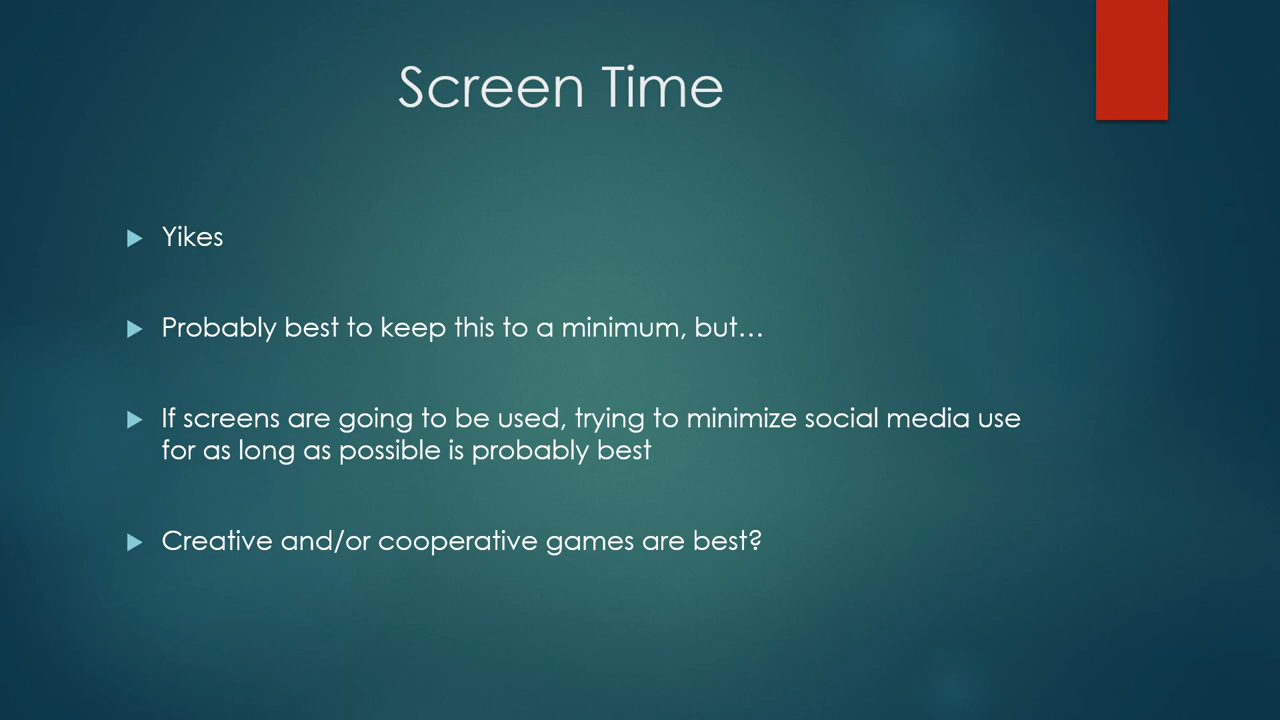 Screen Time
Yikes
Probably best to keep this to a minimum, but…
If screens are going to be used, trying to minimize social media use
for as long as possible is probably best
Creative and/or cooperative games are best?